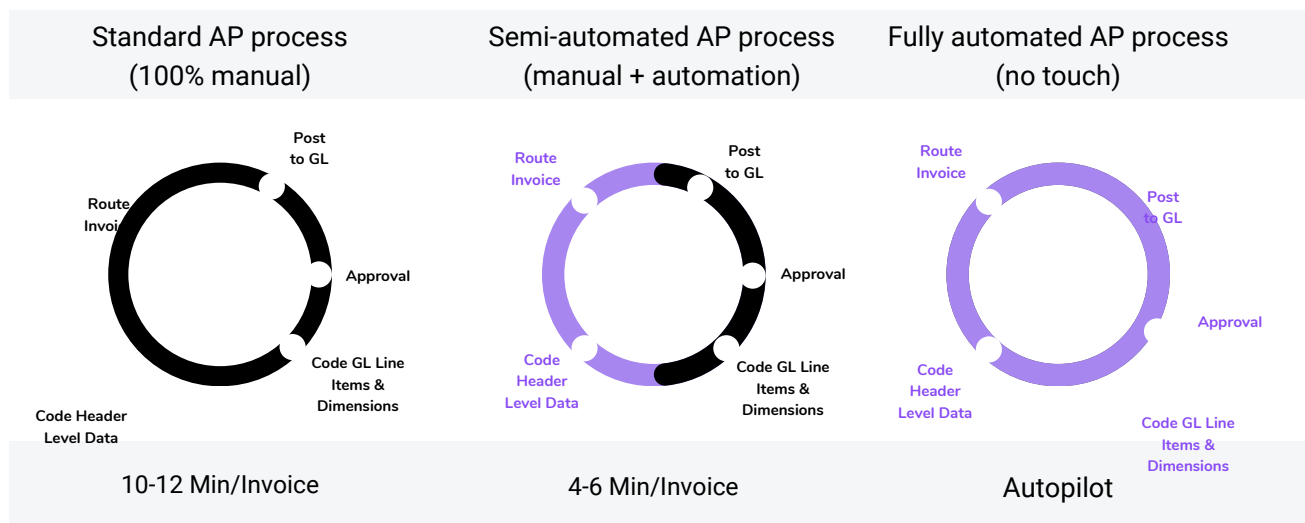 Standard AP process
(100% manual)
Semi-automated AP process
(manual + automation)
Fully automated AP process
(no touch)
Post
to GL
Route
Invoic
Approval
Code GL Line
Items &
Dimensions
Code Header
Level Data
Route
Invoice
Post
to GL
Approval
Code
Header
Level Data
Code GL Line
Items &
Dimensions
Route
Invoice
Post
to GL
Approval
Code
Header
Level Data
Code GL Line
Items &
Dimensions
10-12 Min/Invoice
4-6 Min/Invoice
Autopilot